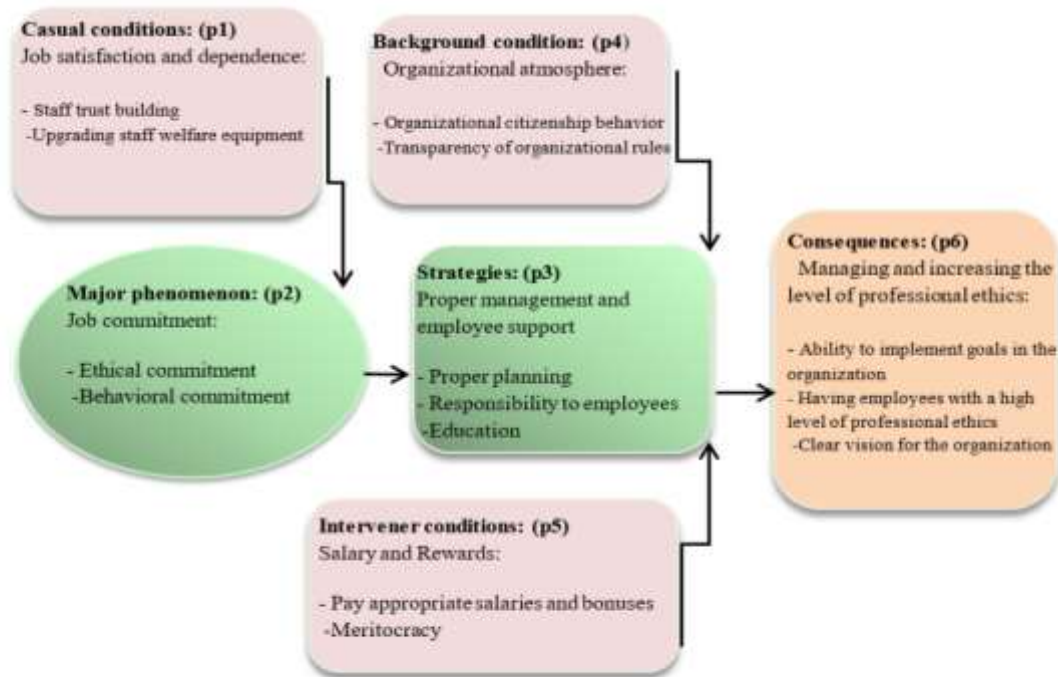 Casual conditions: (p1)
Job satisfaction and dependence:
- Staff trust building
-Upgrading staff welfare equipment
Background condition: (p4)
Organizational atmosphere:
- Organizational citizenship behavior
-Transparency of organizational rules
Major phenomenon: (p2)
Job commitment:
- Ethical commitment
-Behavioral commitment
Strategies: (p3)
Proper management and
employee support
- Proper planning
- Responsibility to employees
-Education
Consequences: (p6)
Managing and increasing the
level of professional ethics:
- Ability to implement goals in the
organization
- Having employees with a high
level of professional ethics
-Clear vision for the organization
Intervener conditions: (p5)
Salary and Rewards:
- Pay appropriate salaries and bonuses
-Meritocracy